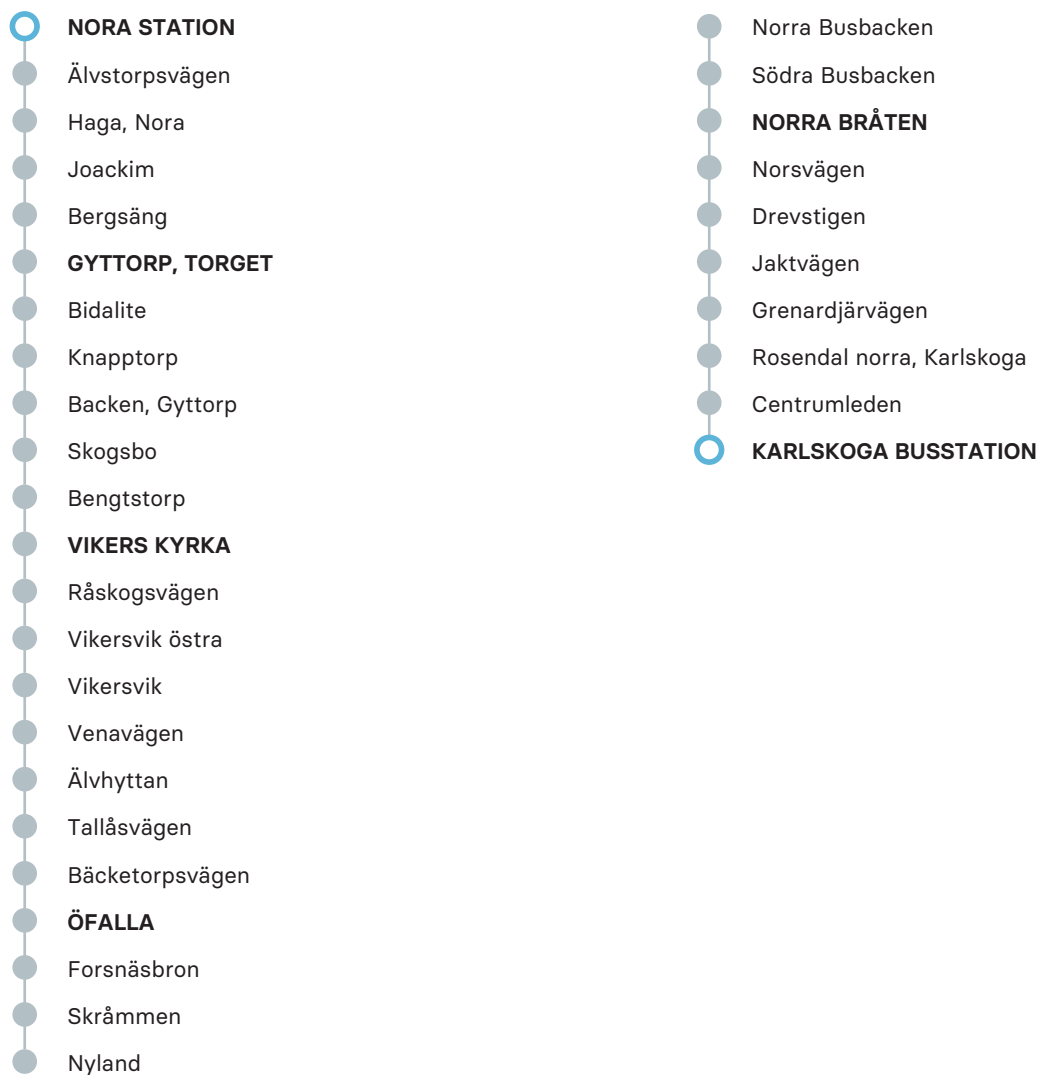 NORA STATION
Älvstorpsvägen
Haga, Nora
Joackim
Bergsäng
GYTTORP, TORGET
Bidalite
Knapptorp
Backen, Gyttorp
Skogsbo
Bengtstorp
VIKERS KYRKA
Råskogsvägen
Vikersvik östra
Vikersvik
Venavägen
Älvhyttan
Tallåsvägen
Bäcketorpsvägen
ÖFALLA
Forsnäsbron
Skråmmen
Nyland
Norra Busbacken
Södra Busbacken
NORRA BRÅTEN
Norsvägen
Drevstigen
Jaktvägen
Grenardjärvägen
Rosendal norra, Karlskoga
Centrumleden
KARLSKOGA BUSSTATION